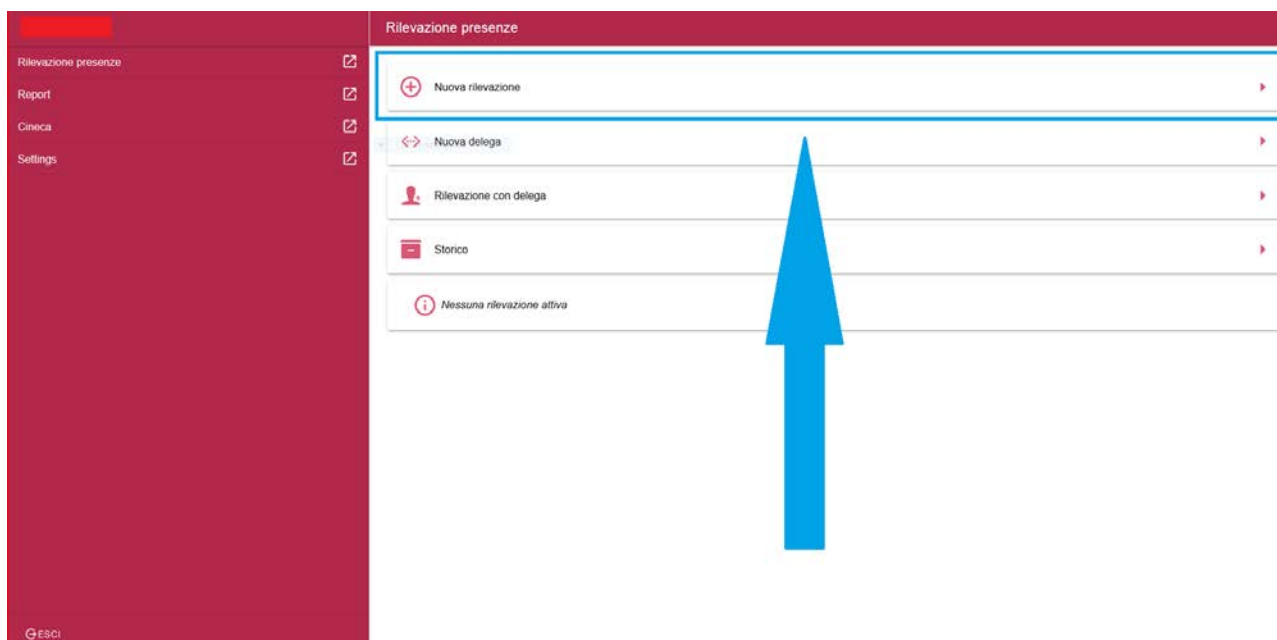 Rilevazione presenze
Report
Cineca
Settings
ESCI
Rilevazione presenze
Nuova rilevazione
Nuova delega
Rilevazione con delega
Storico
Nessuna rilevazione attiva